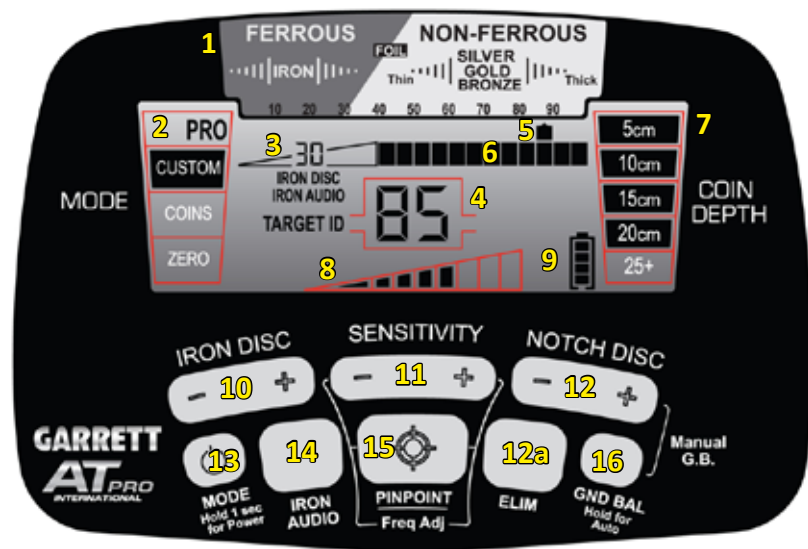 1
FERROUS
IRON
FOIL
NON-FERROUS
Thin
SILVER
GOLD
BRONZE
Thick
10 20 30 40 50 60 70 80 90
2 PRO
CUSTOM
COINS
ZERO
MODE
3 30
5
6
IRON DISC
IRON AUDIO
TARGET ID
85
4
8
9
5cm
10cm
15cm
20cm
25+
7
COIN
DEPTH
IRON DISC
- 10 +
SENSITIVITY
- 11 +
NOTCH DISC
- 12 +
GARRETT
AT PRO
INTERNATIONAL
13
MODE
Hold 1 sec
for Power
14
IRON
AUDIO
15
PINPOINT
Freq Adj
12a
ELIM
16
GND BAL
Hold for
Auto
Manual
G.B.